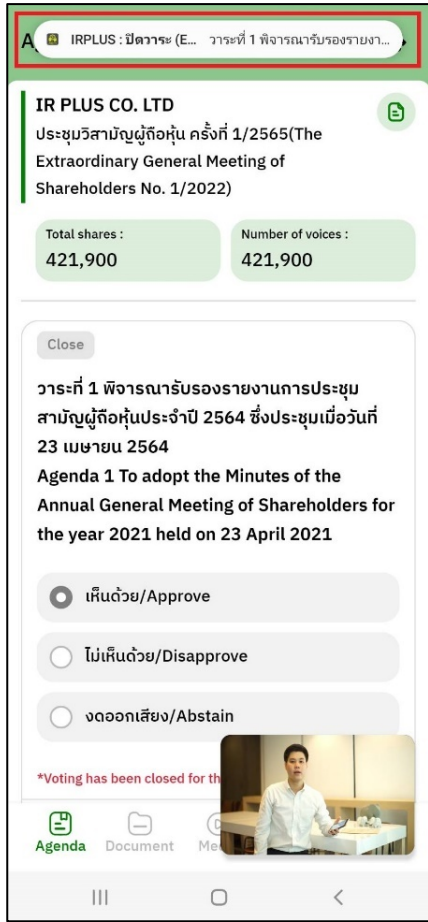 IRPLUS : ปิดวาระ (E... วาระที่ 1 พิจารณารับรองรายงา...
IR PLUS CO. LTD
ประชุมวิสามัญผู้ถือหุ้น ครั้งที่ 1/2565(The
Extraordinary General Meeting of
Shareholders No. 1/2022)
Total shares :
421,900
Number of voices :
421,900
Close
วาระที่ 1 พิจารณารับรองรายงานการประชุม
สามัญผู้ถือหุ้นประจำปี 2564 ซึ่งประชุมเมื่อวันที่
23 เมษายน 2564
Agenda 1 To adopt the Minutes of the
Annual General Meeting of Shareholders for
the year 2021 held on 23 April 2021
เห็นด้วย/Approve
ไม่เห็นด้วย/Disapprove
งดออกเสียง/Abstain
*Voting has been closed for th
Agenda
Document